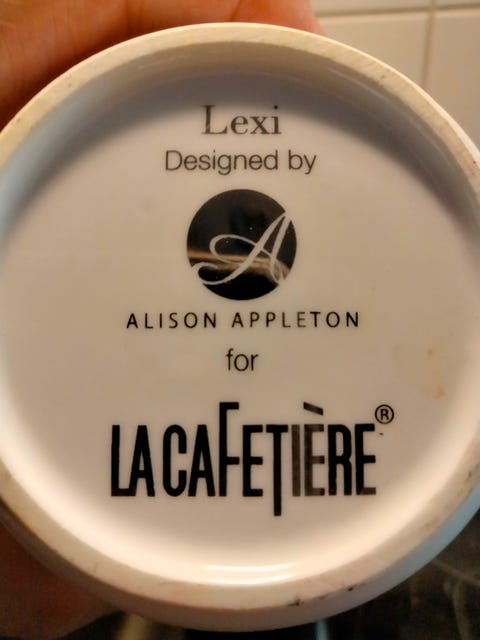 Lexi
Designed by
A
ALISON APPLETON
for
LA CAFETIÈRE®